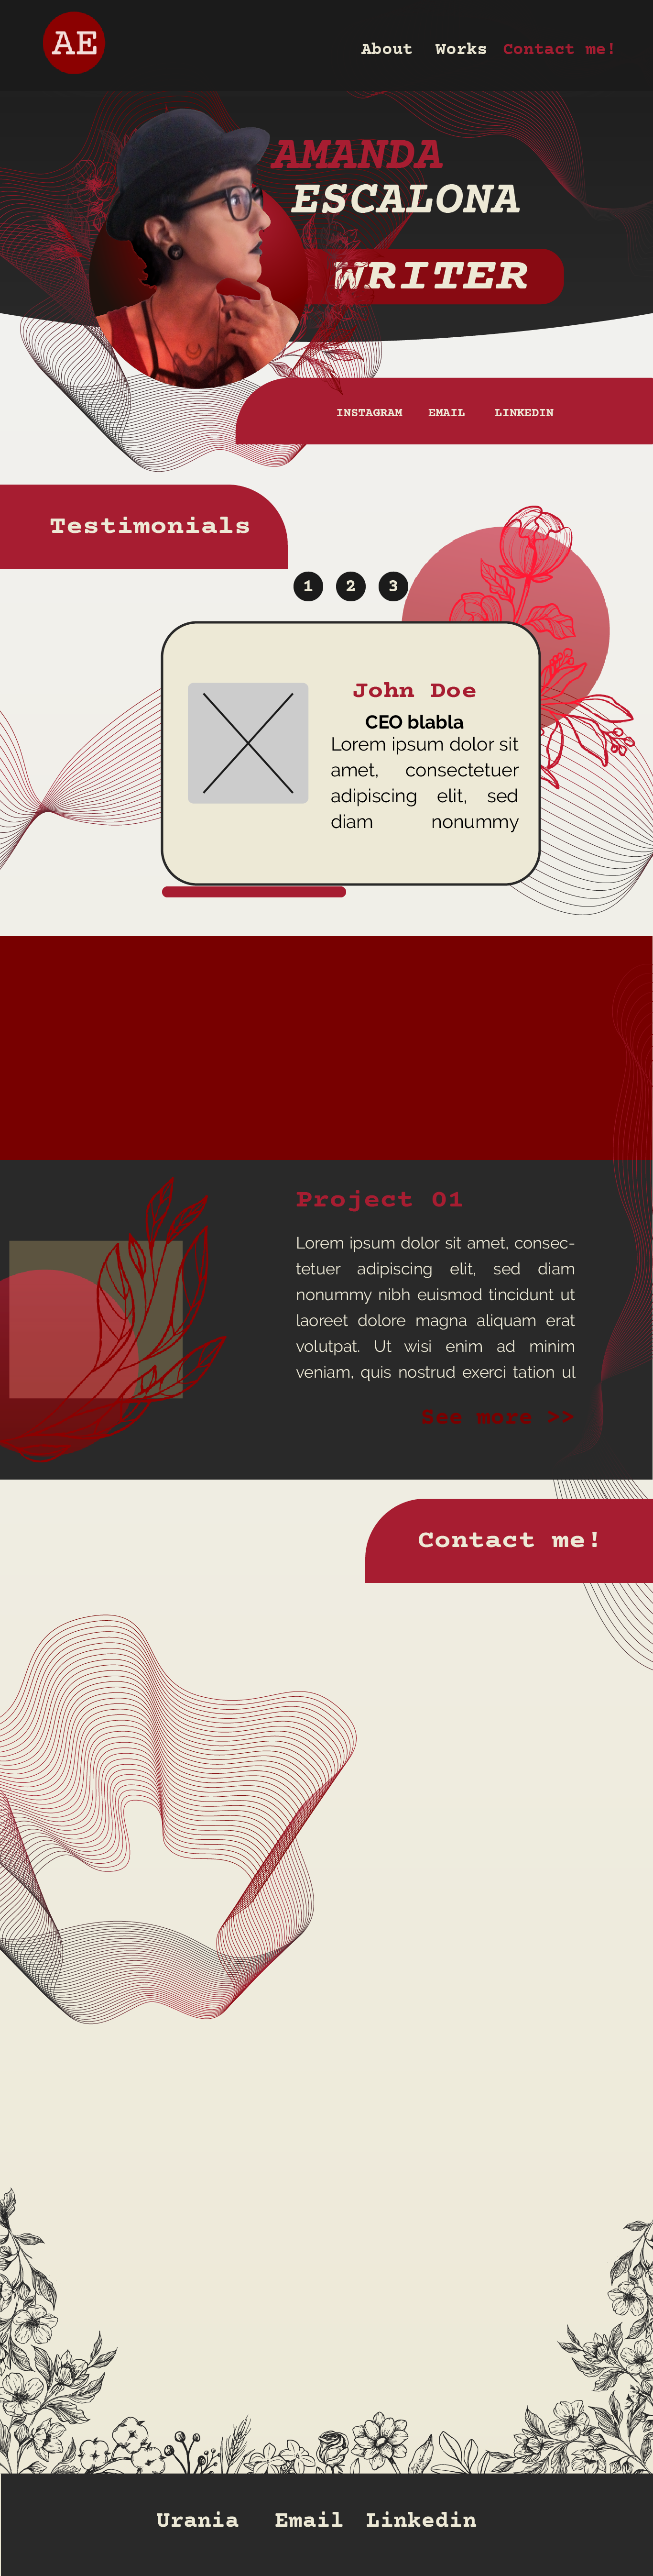 AE
About Works Contact me!
AMANDA
ESCALONA
WRITER
INSTAGRAM EMAIL LINKEDIN
Testimonials
1 2 3
John Doe
CEO blabla
Lorem ipsum dolor sit
amet, consectetuer
adipiscing elit, sed
diam nonummy
Project 01
Lorem ipsum dolor sit amet, consec-
tetuer adipiscing elit, sed diam
nonummy nibh euismod tincidunt ut
laoreet dolore magna aliquam erat
volutpat. Ut wisi enim ad minim
veniam, quis nostrud exerci tation ul
See more >>
Contact me!
Urania Email Linkedin